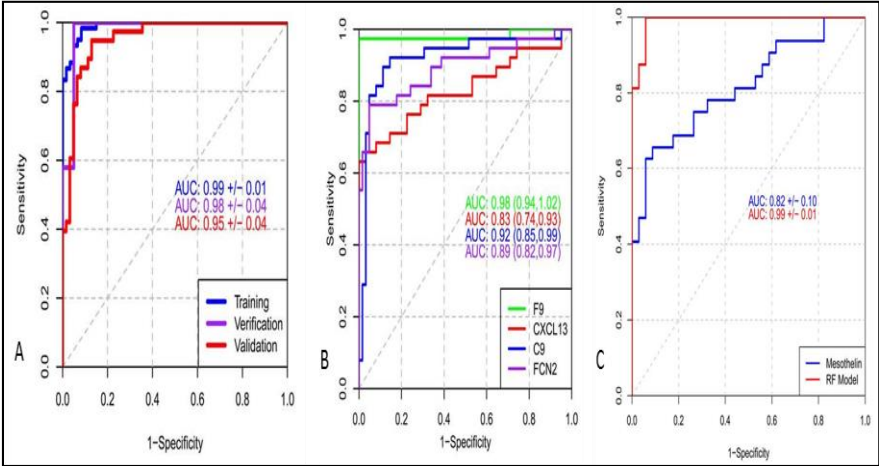 A
Sensitivity
0.0 0.2 0.4 0.6 0.8 1.0
AUC: 0.99 +/− 0.01
AUC: 0.98 +/− 0.04
AUC: 0.95 +/− 0.04
Training
Verification
Validation
0.0 0.2 0.4 0.6 0.8 1.0
1−Specificity
B
Sensitivity
0.0 0.2 0.4 0.6 0.8 1.0
AUC: 0.98 (0.94,1.02)
AUC: 0.83 (0.74,0.93)
AUC: 0.92 (0.85,0.99)
AUC: 0.89 (0.82,0.97)
F9
CXCL13
C9
FCN2
0.0 0.2 0.4 0.6 0.8 1.0
1−Specificity
C
Sensitivity
0.0 0.2 0.4 0.6 0.8 1.0
AUC: 0.82 +/− 0.10
AUC: 0.99 +/− 0.01
Mesothelin
RF Model
0.0 0.2 0.4 0.6 0.8 1.0
1−Specificity